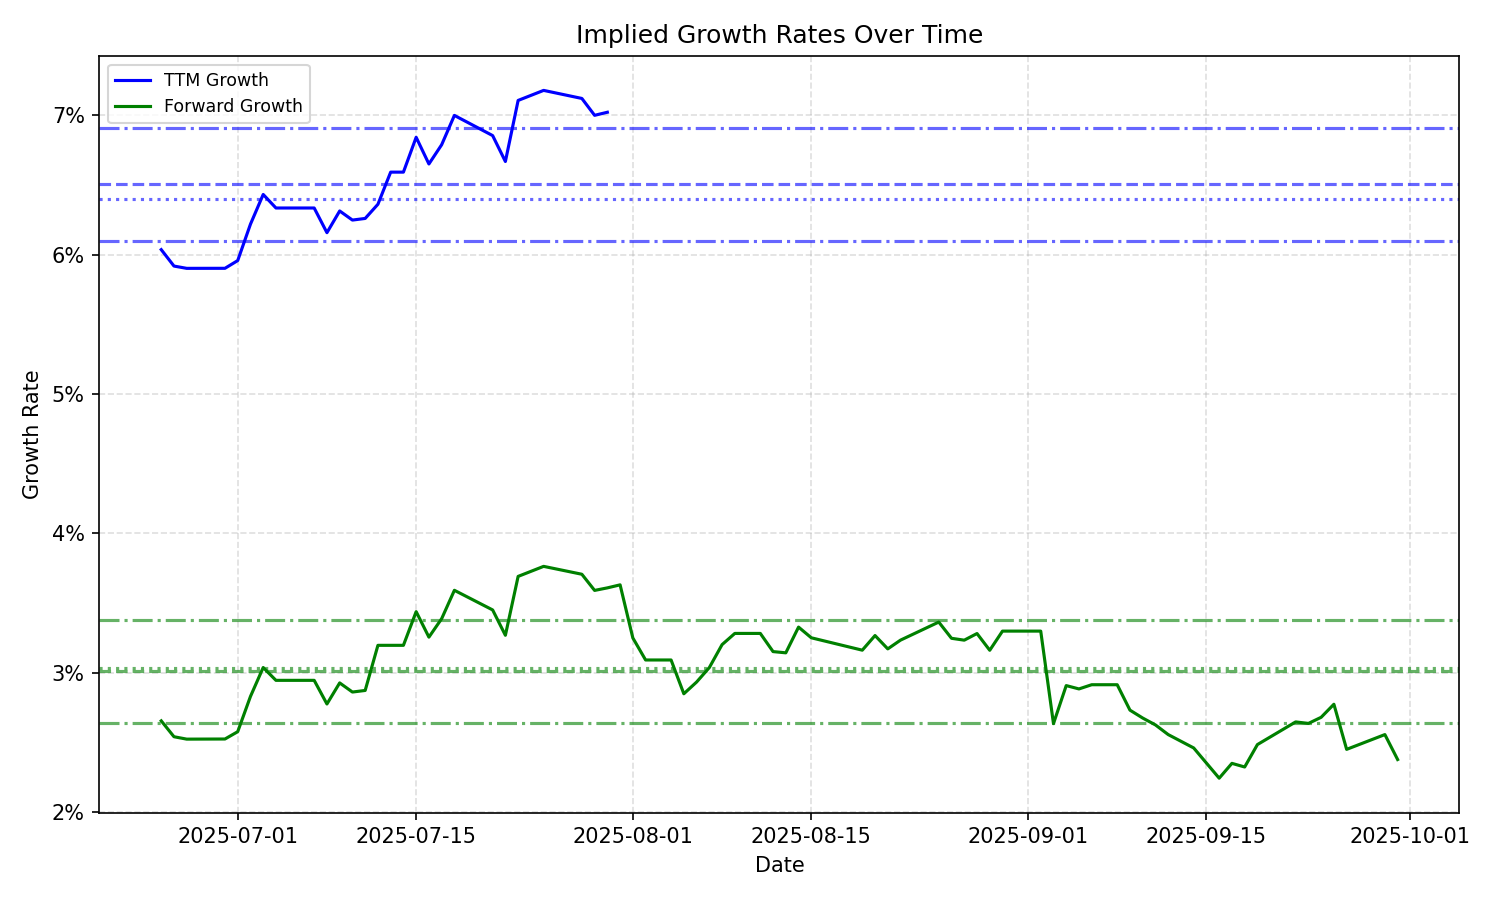 Implied Growth Rates Over Time
TTM Growth
Forward Growth
7%
6%
5%
4%
3%
2%
Growth Rate
2025-07-01 2025-07-15 2025-08-01 2025-08-15 2025-09-01 2025-09-15 2025-10-01
Date